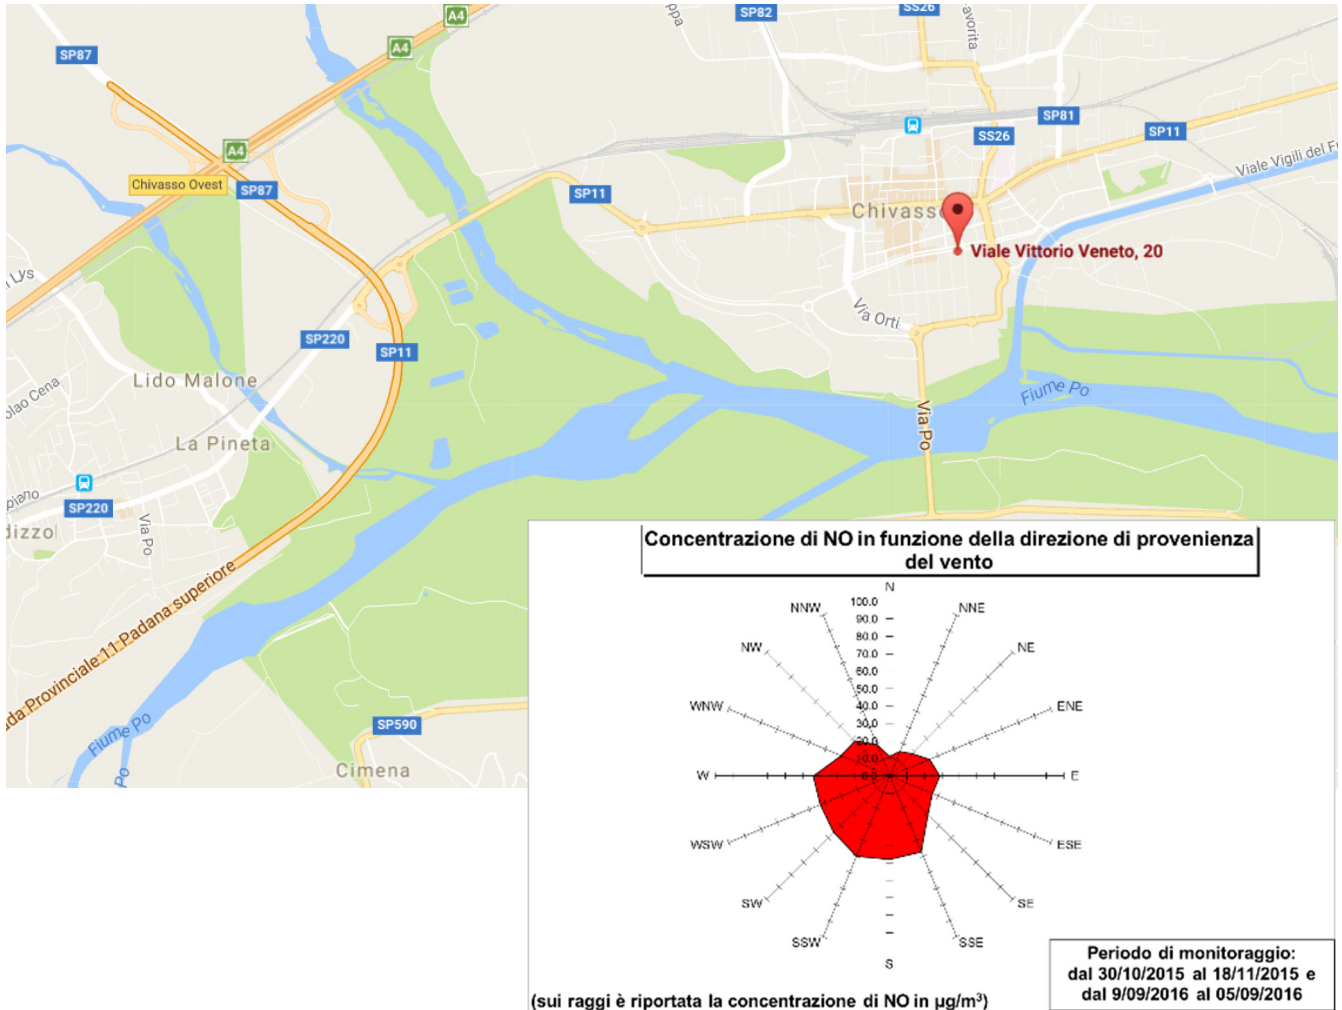 SP82
SS26
A4
SP87
A4
SP81
SS26
SP11
A4
Chivasso Ovest
SP87
SP11
Viale Vigili del F
Chivasso
Viale Vittorio Veneto, 20
Lys
Via Orti
SP220
SP11
Lido Malone
Cena
Fiume Po
La Pineta
Via Po
SP220
Via Po
Provinciale 11 Padana superiore
Fiume Po
Po
SP590
Cimena
Concentrazione di NO in funzione della direzione di provenienza
del vento
N
NNW
NNE
NW
NE
WNW
ENE
W
E
WSW
ESE
SW
SE
SSW
SSE
S
100.0
90.0
80.0
70.0
60.0
50.0
40.0
30.0
20.0
10.0
0.0
Periodo di monitoraggio:
dal 30/10/2015 al 18/11/2015 e
dal 9/09/2016 al 05/09/2016
(sui raggi è riportata la concentrazione di NO in µg/m³)